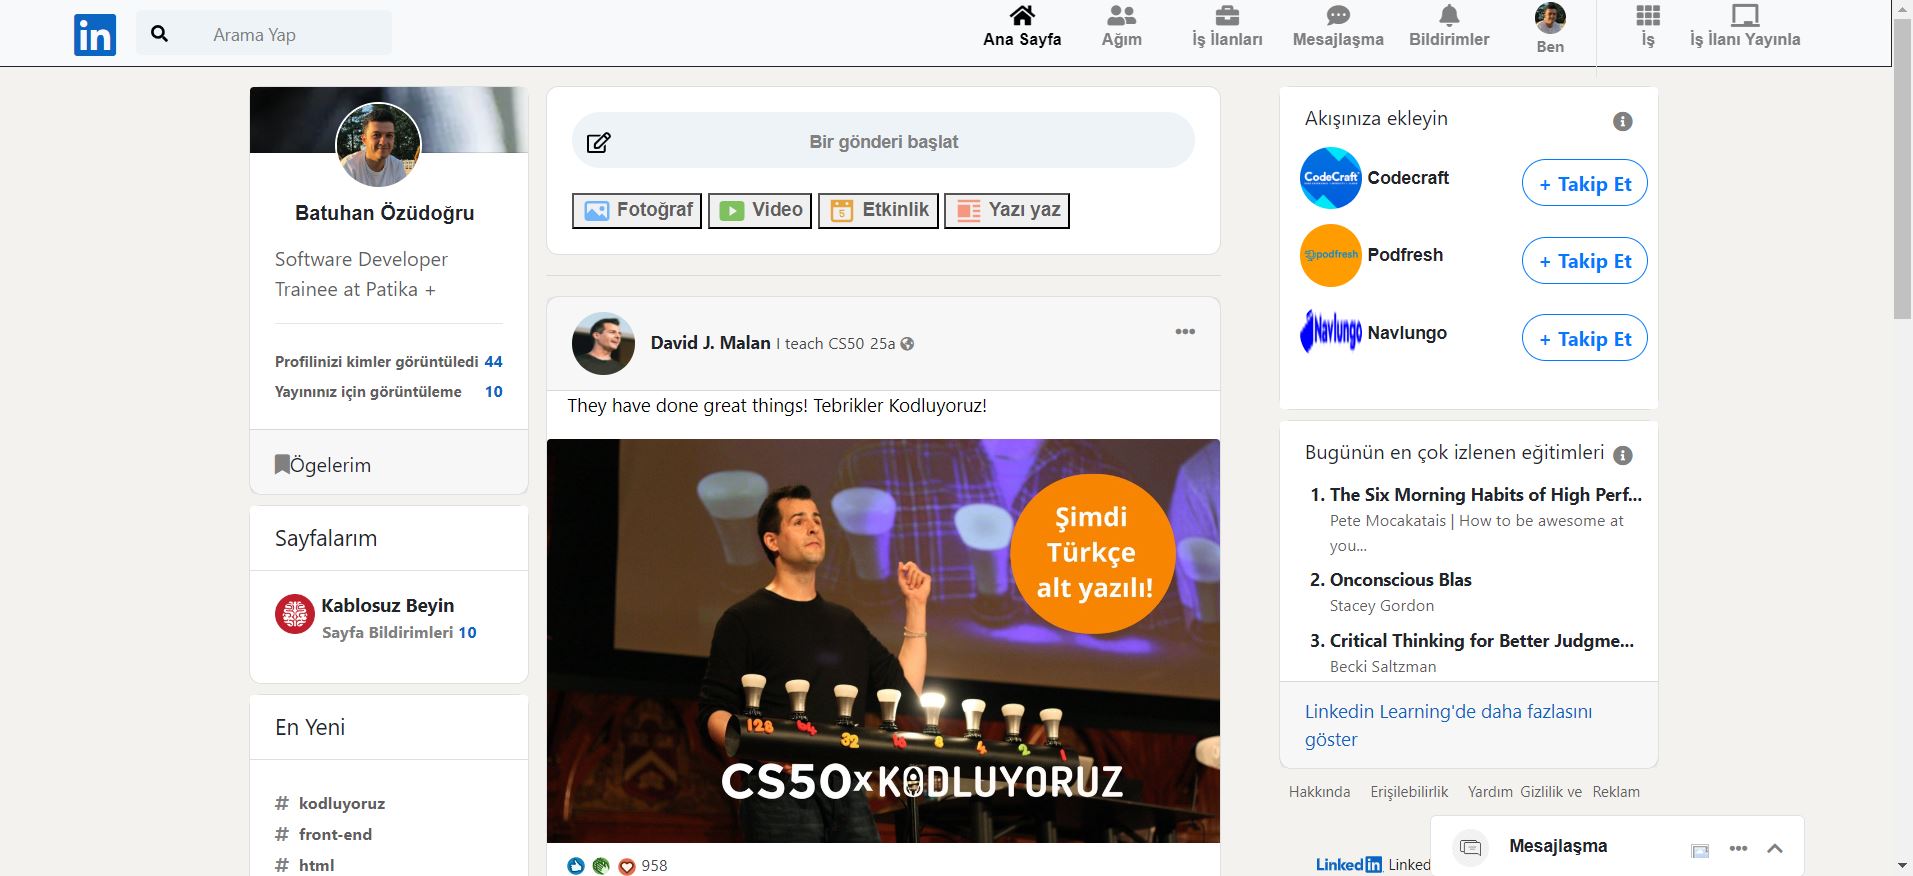 in
Arama Yap
Ana Sayfa
Ağım
İş İlanları
Mesajlaşma
Bildirimler
Ben
İş
İş İlanı Yayınla
Batuhan Özüdoğru
Software Developer
Trainee at Patika +
Profilinizi kimler görüntüledi 44
Yayınınız için görüntüleme 10
Ögelerim
Sayfalarım
Kablosuz Beyin
Sayfa Bildirimleri 10
En Yeni
# kodluyoruz
# front-end
# html
Bir gönderi başlat
Fotoğraf
Video
5 Etkinlik
Yazı yaz
David J. Malan I teach CS50 25a
They have done great things! Tebrikler Kodluyoruz!
Şimdi
Türkçe
alt yazılı!
128 64 32 16 8 4 2 1
CS50xKODLUYORUZ
958
Akışınıza ekleyin
CodeCraft
Codecraft
+ Takip Et
podfresh
Podfresh
+ Takip Et
Navlungo
Navlungo
+ Takip Et
Bugünün en çok izlenen eğitimleri
1. The Six Morning Habits of High Perf...
Pete Mocakatais | How to be awesome at
you...
2. Onconscious Blas
Stacey Gordon
3. Critical Thinking for Better Judgme...
Becki Saltzman
Linkedin Learning'de daha fazlasını
göster
Hakkında Erişilebilirlik Yardım Gizlilik ve Reklam
Linkedin Linked
Mesajlaşma